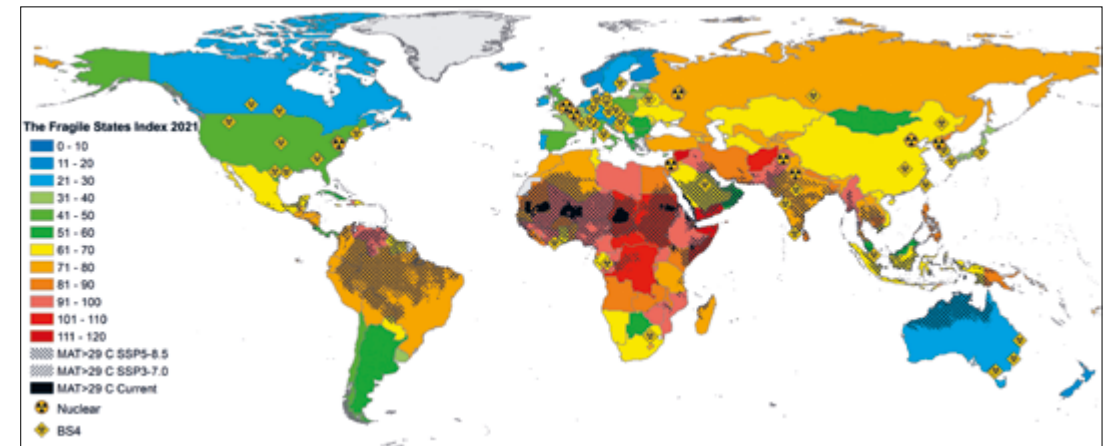 The Fragile States Index 2021
0 - 10
11 - 20
21 - 30
31 - 40
41 - 50
51 - 60
61 - 70
71 - 80
81 - 90
91 - 100
101 - 110
111 - 120
MAT>29 C SSP5-8.5
MAT>29 C SSP3-7.0
MAT>29 C Current
Nuclear
BS4